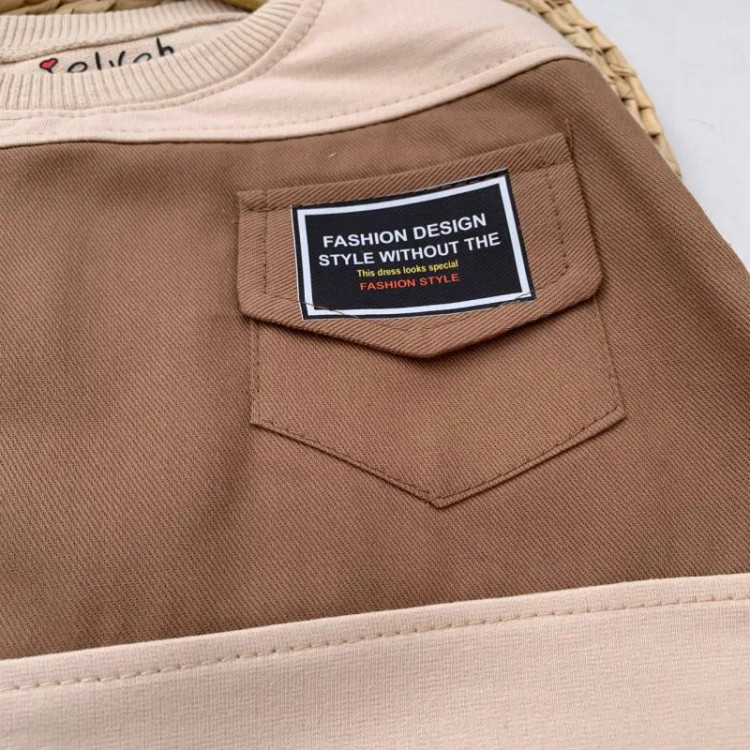 FASHION DESIGN
STYLE WITHOUT THE
This dress looks special
FASHION STYLE